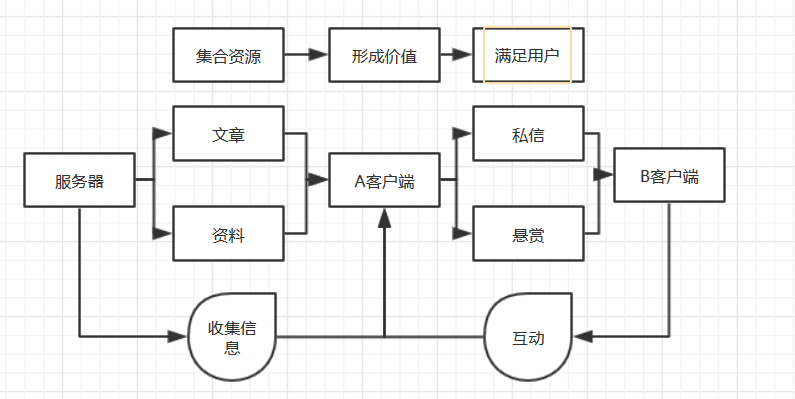 集合资源
形成价值
满足用户
文章
私信
服务器
A客户端
B客户端
资料
悬赏
收集信
息
互动